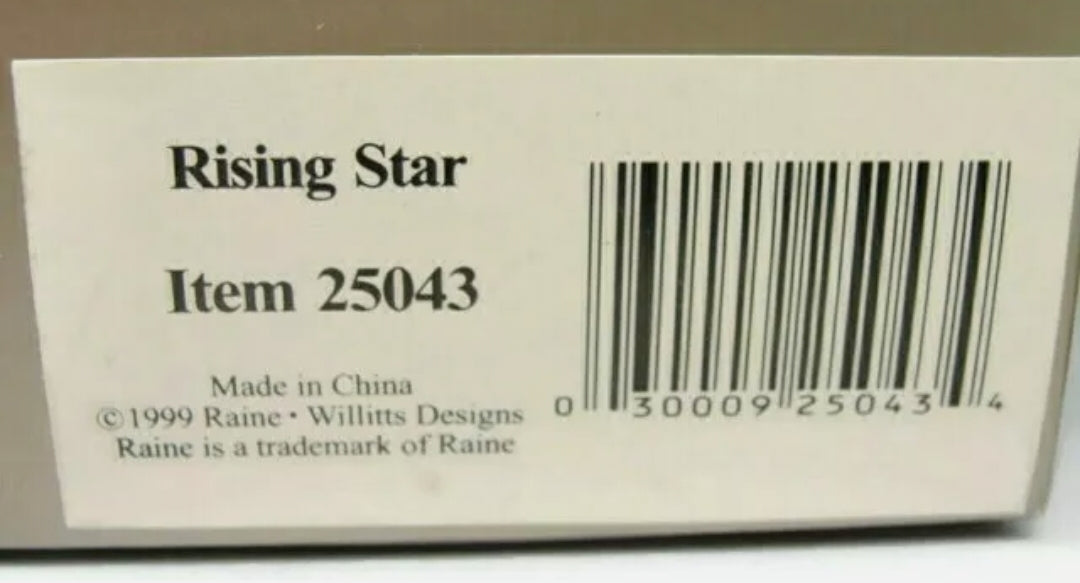 Rising Star
Item 25043
Made in China
©1999 Raine • Willitts Designs
Raine is a trademark of Raine
0 30009 25043 4